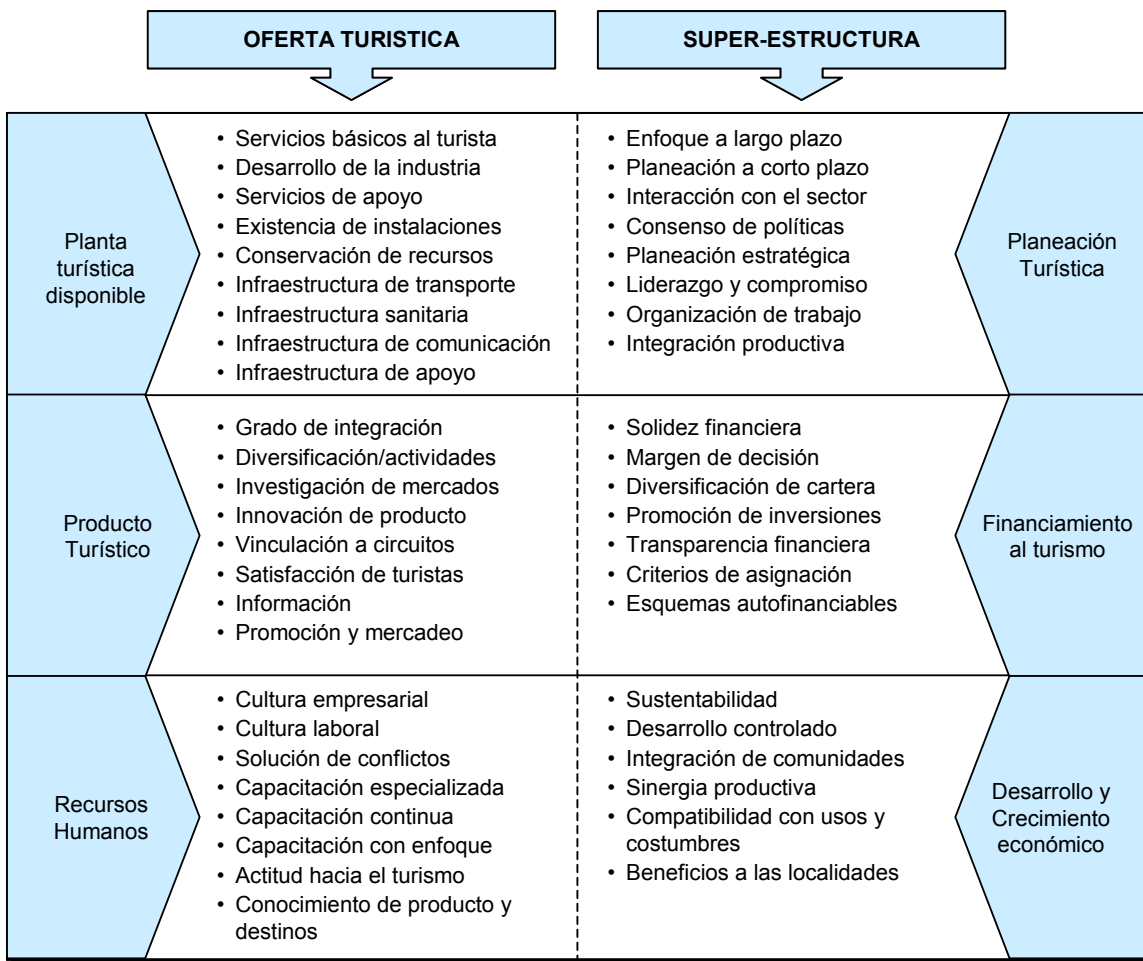 OFERTA TURISTICA
SUPER-ESTRUCTURA
Planta
turística
disponible
• Servicios básicos al turista
• Desarrollo de la industria
• Servicios de apoyo
• Existencia de instalaciones
• Conservación de recursos
• Infraestructura de transporte
• Infraestructura sanitaria
• Infraestructura de comunicación
• Infraestructura de apoyo
• Enfoque a largo plazo
• Planeación a corto plazo
• Interacción con el sector
• Consenso de políticas
• Planeación estratégica
• Liderazgo y compromiso
• Organización de trabajo
• Integración productiva
Planeación
Turística
Producto
Turístico
• Grado de integración
• Diversificación/actividades
• Investigación de mercados
• Innovación de producto
• Vinculación a circuitos
• Satisfacción de turistas
• Información
• Promoción y mercadeo
• Solidez financiera
• Margen de decisión
• Diversificación de cartera
• Promoción de inversiones
• Transparencia financiera
• Criterios de asignación
• Esquemas autofinanciables
Financiamiento
al turismo
Recursos
Humanos
• Cultura empresarial
• Cultura laboral
• Solución de conflictos
• Capacitación especializada
• Capacitación continua
• Capacitación con enfoque
• Actitud hacia el turismo
• Conocimiento de producto y
destinos
• Sustentabilidad
• Desarrollo controlado
• Integración de comunidades
• Sinergia productiva
• Compatibilidad con usos y
costumbres
• Beneficios a las localidades
Desarrollo y
Crecimiento
económico